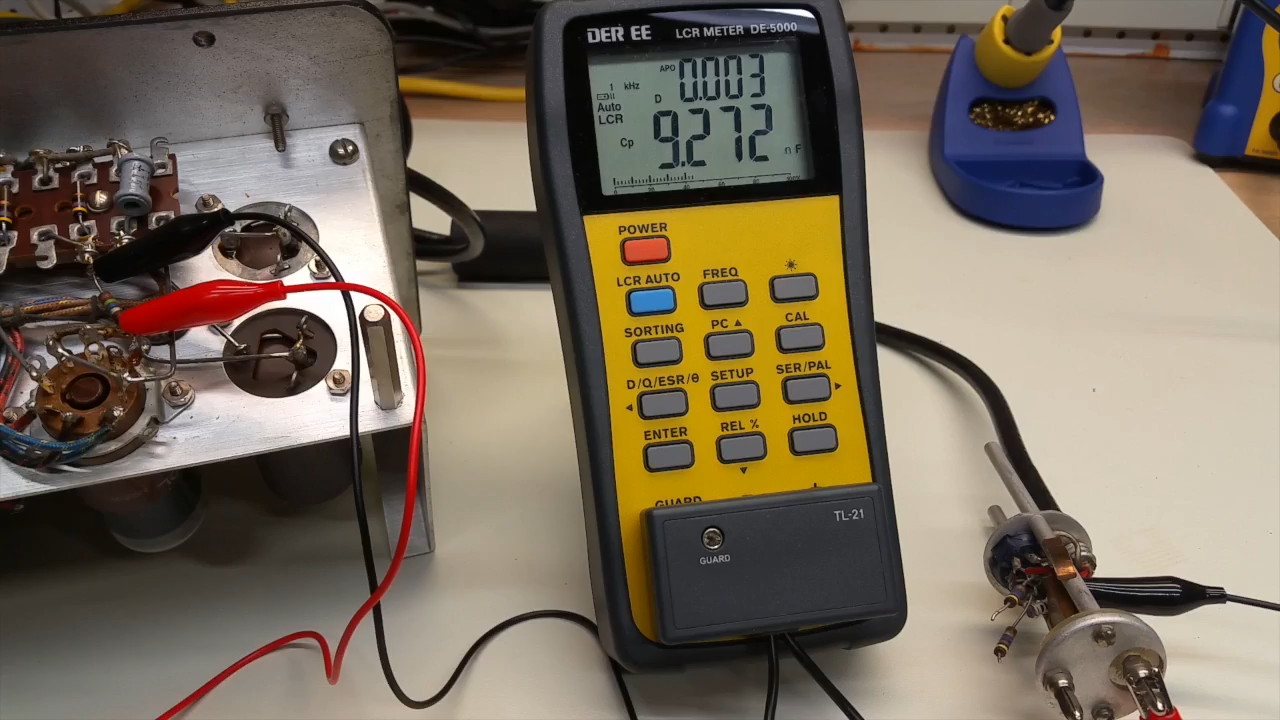 DER EE LCR METER DE-5000
APO 0.003
1 kHz D
Auto
LCR
Cp 9.272 nF
POWER
LCR AUTO FREQ
SORTING PC ▲ CAL
D/Q/ESR/θ SETUP SER/PAL
ENTER REL % HOLD
GUARD
TL-21
GUARD